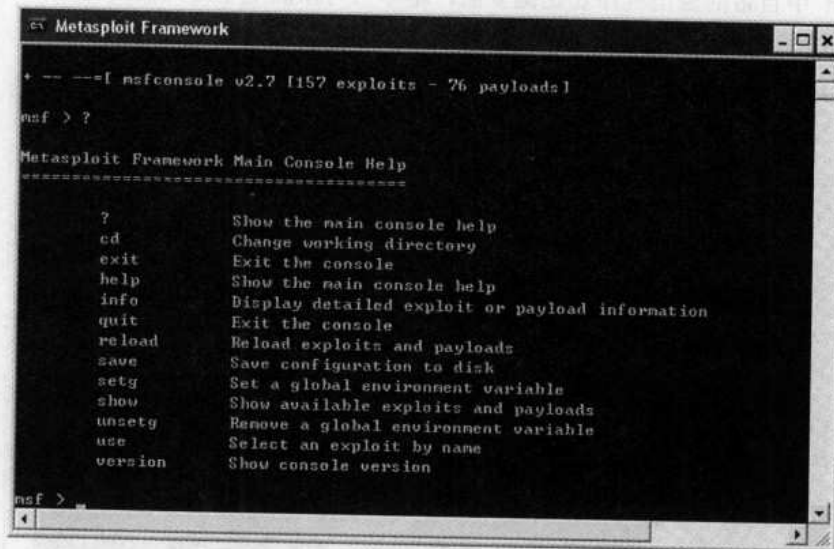 Metasploit Framework
+ -- --=[ msfconsole v2.7 [157 exploits - 76 payloads]
msf > ?
Metasploit Framework Main Console Help
======================================
? Show the main console help
cd Change working directory
exit Exit the console
help Show the main console help
info Display detailed exploit or payload information
quit Exit the console
reload Reload exploits and payloads
save Save configuration to disk
setg Set a global environment variable
show Show available exploits and payloads
unsetg Remove a global environment variable
use Select an exploit by name
version Show console version
msf >